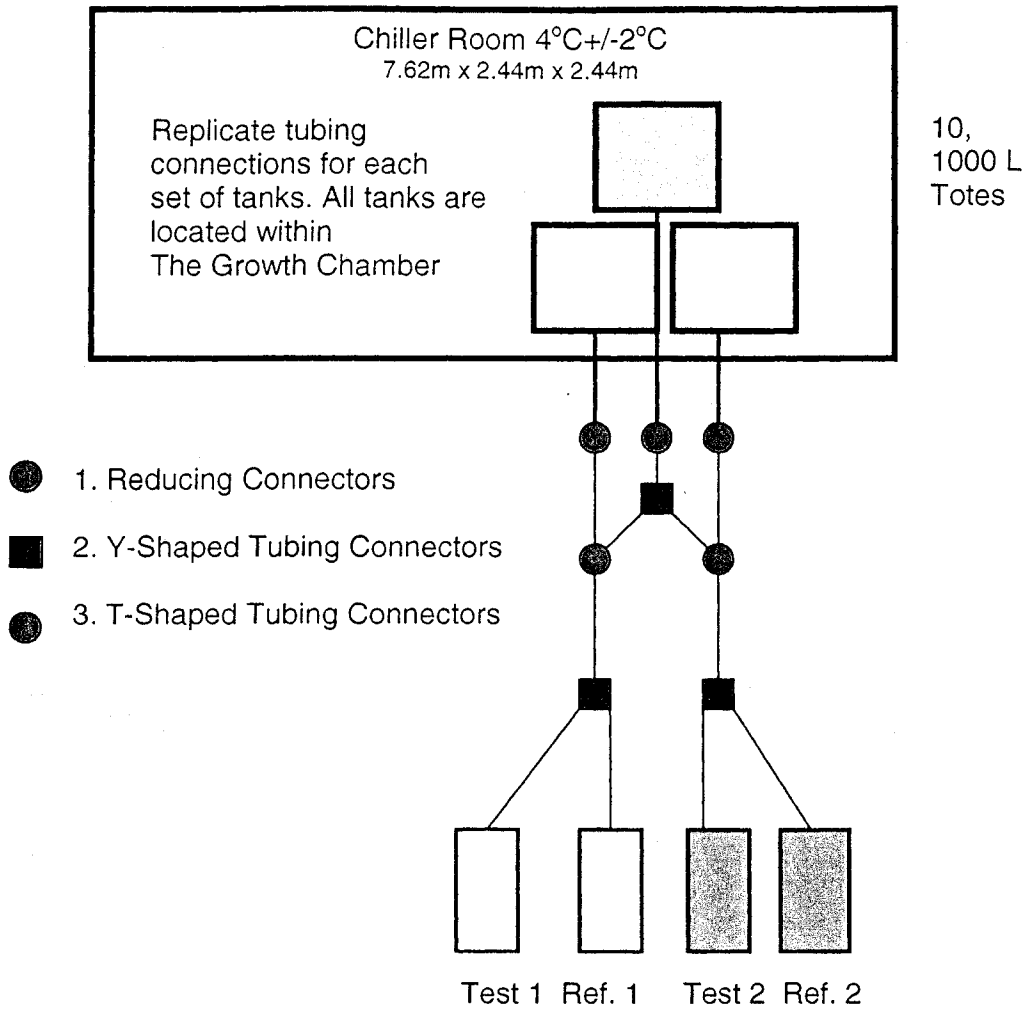 Chiller Room 4°C+/-2°C
7.62m x 2.44m x 2.44m
Replicate tubing
connections for each
set of tanks. All tanks are
located within
The Growth Chamber
10,
1000 L
Totes
1. Reducing Connectors
2. Y-Shaped Tubing Connectors
3. T-Shaped Tubing Connectors
Test 1 Ref. 1 Test 2 Ref. 2